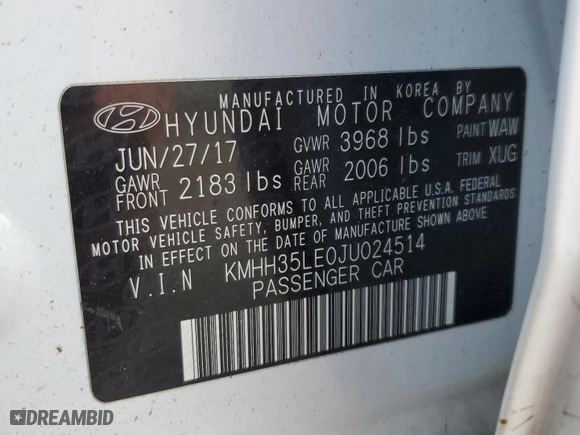 MANUFACTURED IN KOREA BY
HYUNDAI MOTOR COMPANY
JUN/27/17 GVWR 3968 lbs PAINT WAW
GAWR FRONT 2183 lbs GAWR REAR 2006 lbs TRIM XUG
THIS VEHICLE CONFORMS TO ALL APPLICABLE U.S.A. FEDERAL
MOTOR VEHICLE SAFETY, BUMPER, AND THEFT PREVENTION STANDARDS
IN EFFECT ON THE DATE OF MANUFACTURE SHOWN ABOVE
V.I.N KMHH35LE0JU024514
PASSENGER CAR
DREAMBID